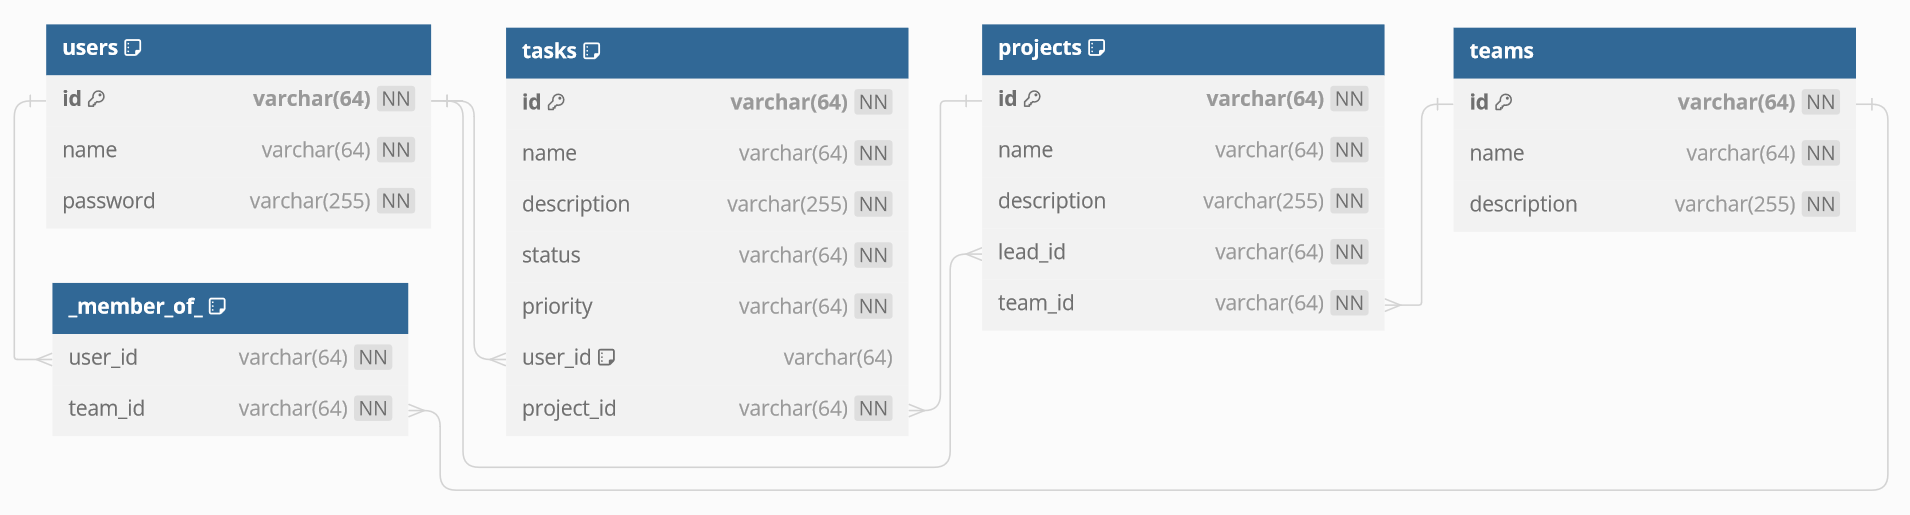 users
id varchar(64) NN
name varchar(64) NN
password varchar(255) NN
_member_of_
user_id varchar(64) NN
team_id varchar(64) NN
tasks
id varchar(64) NN
name varchar(64) NN
description varchar(255) NN
status varchar(64) NN
priority varchar(64) NN
user_id varchar(64)
project_id varchar(64) NN
projects
id varchar(64) NN
name varchar(64) NN
description varchar(255) NN
lead_id varchar(64) NN
team_id varchar(64) NN
teams
id varchar(64) NN
name varchar(64) NN
description varchar(255) NN